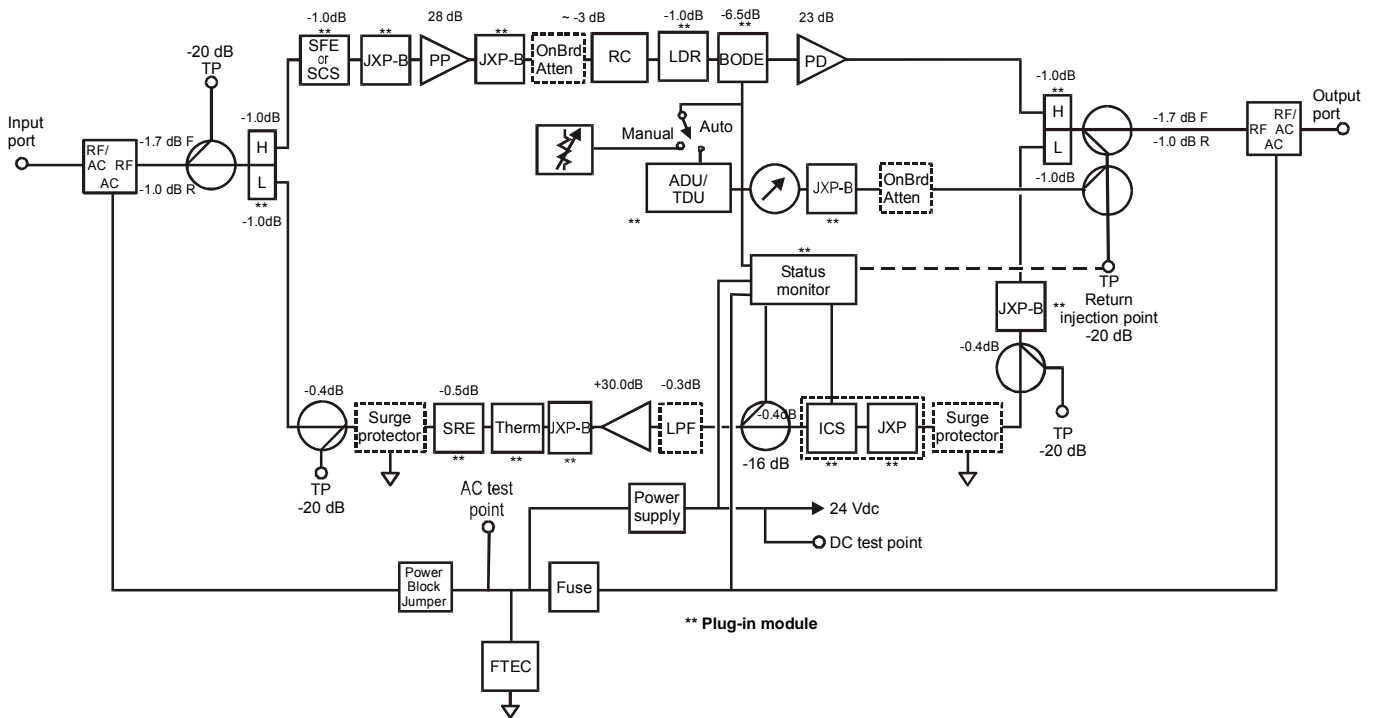 -1.0dB
28 dB
~ -3 dB
-1.0dB
-6.5dB
23 dB
**
**
**
**
**
-20 dB
TP
SFE
or
SCS
JXP-B
PP
JXP-B
OnBrd
Atten
RC
LDR
BODE
PD
-1.0dB
**
Input
port
-1.0dB
H
L
**
-1.0dB
RF/
AC
RF
AC
-1.7 dB F
-1.0 dB R
Manual
Auto
H
L
-1.0dB
-1.7 dB F
-1.0 dB R
RF
RF/
AC
AC
Output
port
ADU/
TDU
**
JXP-B
**
OnBrd
Atten
**
Status
monitor
TP
Return
injection point
-20 dB
JXP-B
**
-0.4dB
TP
-20 dB
-0.4dB
-0.5dB
+30.0dB
-0.3dB
Surge
protector
SRE
**
Therm
**
JXP-B
**
LPF
-0.4dB
-16 dB
ICS
**
JXP
**
Surge
protector
TP
-20 dB
AC test
point
Power
supply
24 Vdc
DC test point
Power
Block
Jumper
Fuse
** Plug-in module
FTEC